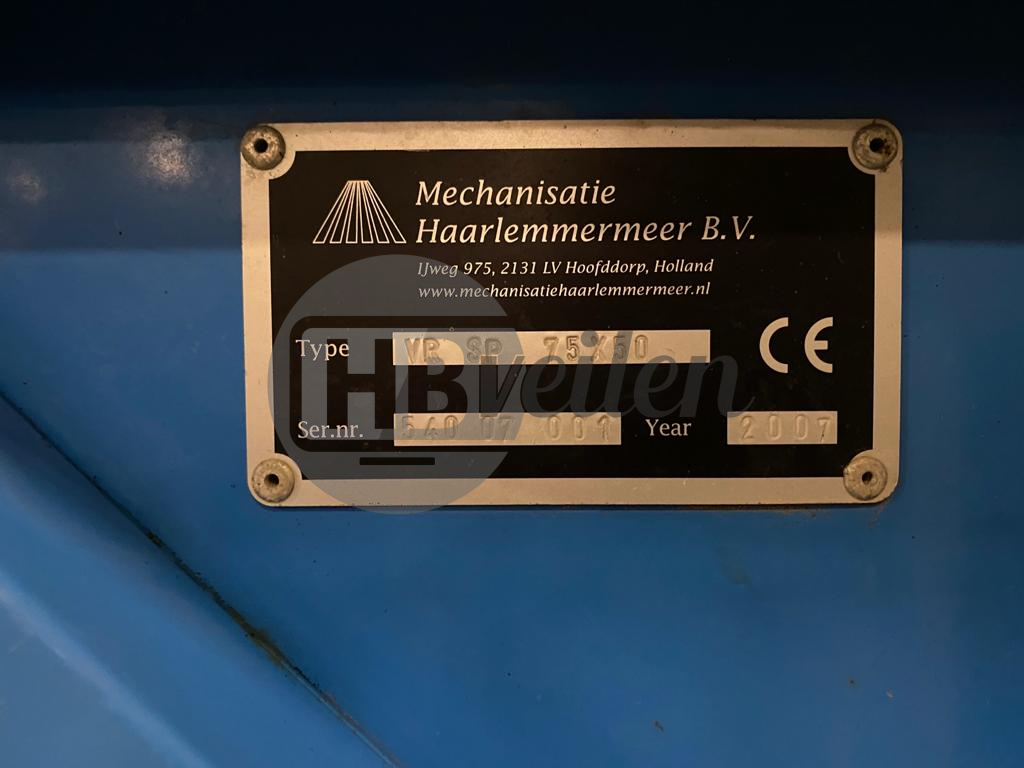 Mechanisatie
Haarlemmermeer B.V.
IJweg 975, 2131 LV Hoofddorp, Holland
www.mechanisatiehaarlemmermeer.nl
Type VR SP 75X50
CE
Ser.nr. 540 07 001 Year 2007
HBVeilen